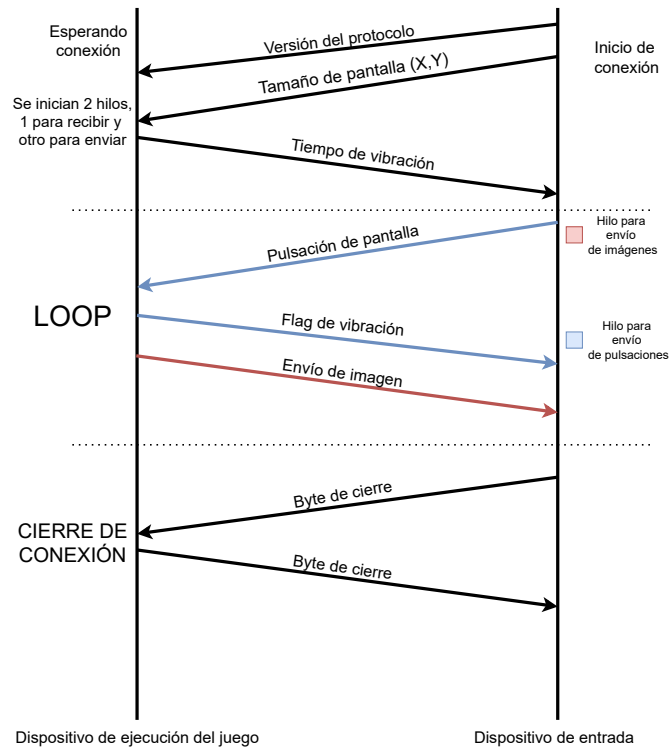 Esperando
conexión
Versión del protocolo
Inicio de
conexión
Tamaño de pantalla (X,Y)
Se inician 2 hilos,
1 para recibir y
otro para enviar
Tiempo de vibración
Hilo para
envío
de imágenes
Pulsación de pantalla
LOOP
Flag de vibración
Hilo para
envío
de pulsaciones
Envío de imagen
Byte de cierre
CIERRE DE
CONEXIÓN
Byte de cierre
Dispositivo de ejecución del juego
Dispositivo de entrada